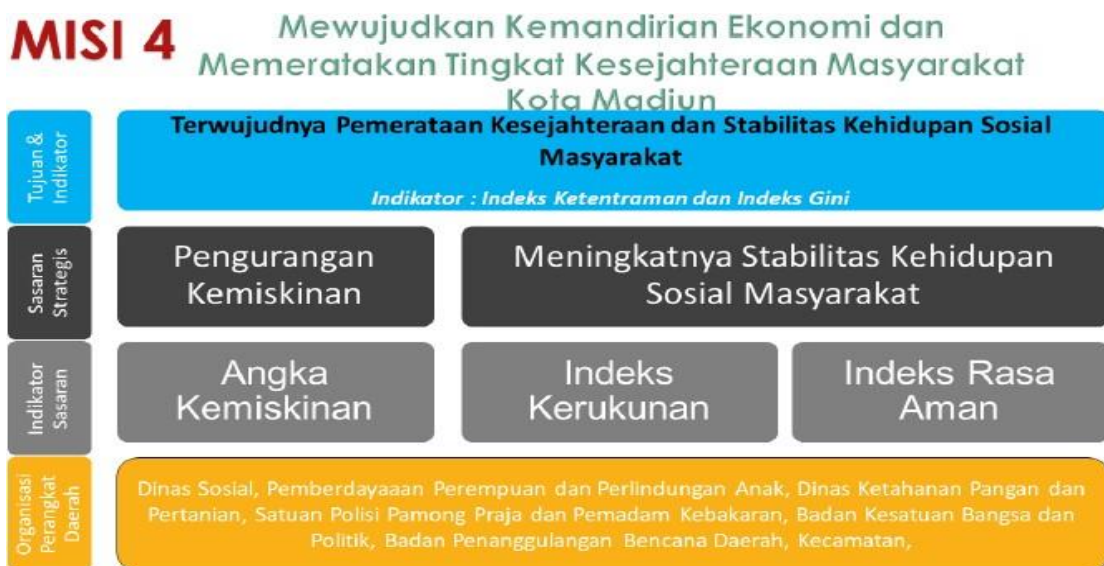 MISI 4
Mewujudkan Kemandirian Ekonomi dan
Memeratakan Tingkat Kesejahteraan Masyarakat
Kota Madiun
Tujuan &
Indikator
Terwujudnya Pemerataan Kesejahteraan dan Stabilitas Kehidupan Sosial
Masyarakat
Indikator : Indeks Ketentraman dan Indeks Gini
Sasaran
Strategis
Pengurangan
Kemiskinan
Meningkatnya Stabilitas Kehidupan
Sosial Masyarakat
Indikator
Sasaran
Angka
Kemiskinan
Indeks
Kerukunan
Indeks Rasa
Aman
Organisasi
Perangkat
Daerah
Dinas Sosial, Pemberdayaaan Perempuan dan Perlindungan Anak, Dinas Ketahanan Pangan dan
Pertanian, Satuan Polisi Pamong Praja dan Pemadam Kebakaran, Badan Kesatuan Bangsa dan
Politik, Badan Penanggulangan Bencana Daerah, Kecamatan,